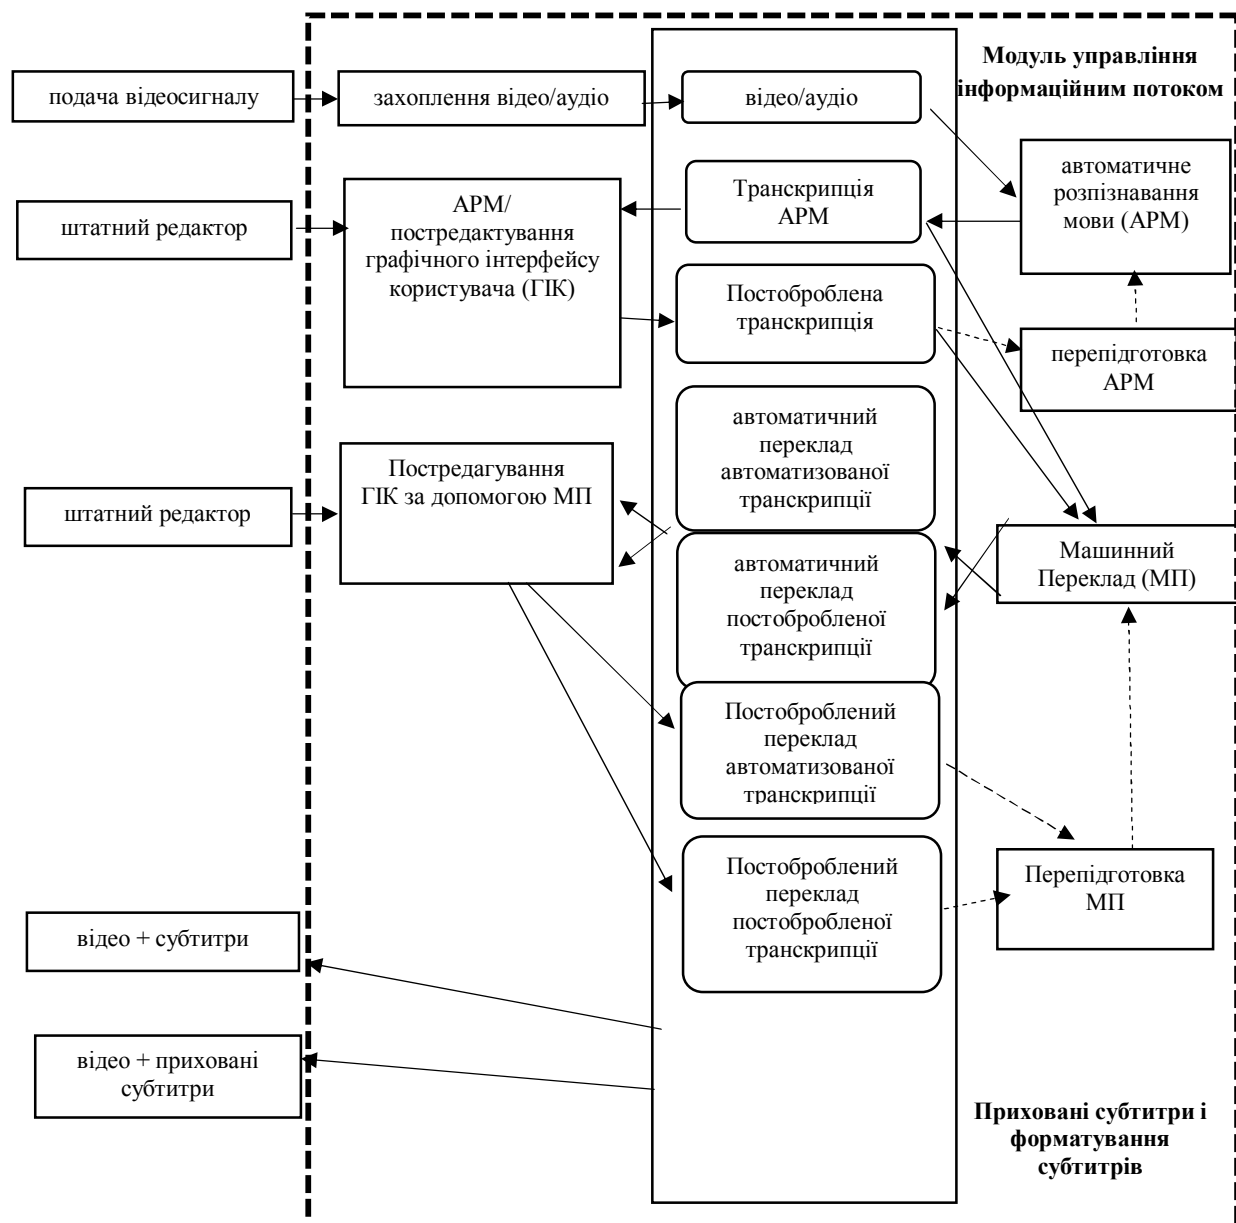 Модуль управління
інформаційним потоком
подача відеосигналу
захоплення відео/аудіо
відео/аудіо
автоматичне
розпізнавання
мови (АРМ)
штатний редактор
АРМ/
постредактування
графічного інтерфейсу
користувача (ГІК)
Транскрипція
АРМ
Постоброблена
транскрипція
перепідготовка
АРМ
автоматичний
переклад
автоматизованої
транскрипції
штатний редактор
Постредагування
ГІК за допомогою МП
автоматичний
переклад
постобробленої
транскрипції
Машинний
Переклад (МП)
Постоброблений
переклад
автоматизованої
транскрипції
Постоброблений
переклад
постобробленої
транскрипції
Перепідготовка
МП
відео + субтитри
відео + приховані
субтитри
Приховані субтитри і
форматування
субтитрів